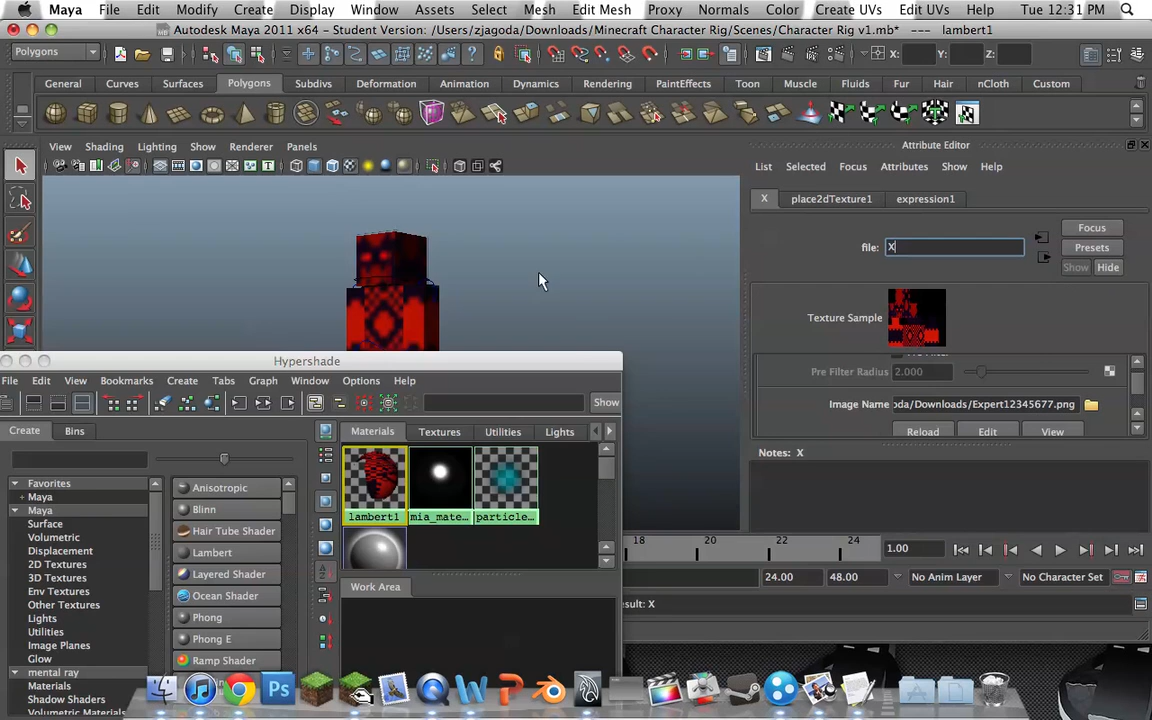 Maya File Edit Modify Create Display Window Assets Select Mesh Edit Mesh Proxy Normals Color Create UVs Edit UVs Help Tue 12:31 PM
Autodesk Maya 2011 x64 - Student Version: /Users/zjagoda/Downloads/Minecraft Character Rig/Scenes/Character Rig v1.mb* --- lambert1
Polygons X: Y: Z:
General Curves Surfaces Polygons Subdivs Deformation Animation Rendering PaintEffects Toon Muscle Fluids Fur Hair nCloth Custom
View Shading Lighting Show Renderer Panels
Attribute Editor
List Selected Focus Attributes Show Help
X place2dTexture1 expression1
file: X
Focus
Presets
Show Hide
Texture Sample
Pre Filter Radius 2.000
Image Name oda/Downloads/Expert12345677.png
Reload Edit View
Notes: X
Hypershade
File Edit View Bookmarks Create Tabs Graph Window Options Help
Show
Create Bins
Materials Textures Utilities Lights
Favorites
+ Maya
Maya
Surface
Volumetric
Displacement
2D Textures
3D Textures
Env Textures
Other Textures
Lights
Utilities
Image Planes
Glow
mental ray
Materials
Shadow Shaders
Volumetric Materials
Anisotropic
Blinn
Hair Tube Shader
Lambert
Layered Shader
Ocean Shader
Phong
Phong E
Ramp Shader
lambert1 mia_mate... particle...
Work Area
18 20 22 24 1.00
24.00 48.00 No Anim Layer No Character Set
sult: X
Ps